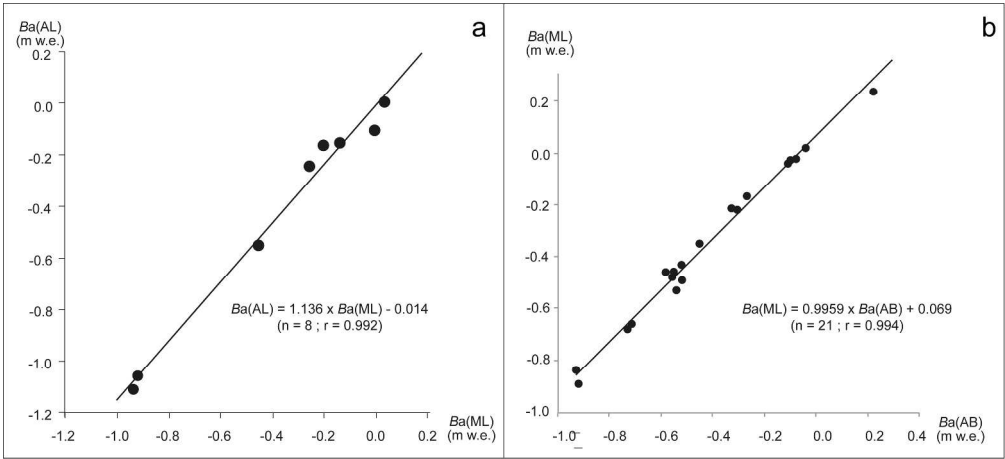 Ba(AL)
(m w.e.)
a
0.2
0.0
-0.2
-0.4
-0.6
-0.8
-1.0
-1.2
Ba(AL) = 1.136 x Ba(ML) - 0.014
(n = 8 ; r = 0.992)
-1.2 -1.0 -0.8 -0.6 -0.4 -0.2 0.0 0.2
Ba(ML)
(m w.e.)
b
Ba(ML)
(m w.e.)
0.2
0.0
-0.2
-0.4
-0.6
-0.8
-1.0
Ba(ML) = 0.9959 x Ba(AB) + 0.069
(n = 21 ; r = 0.994)
-1.0 -0.8 -0.6 -0.4 -0.2 0.0 0.2 0.4
Ba(AB)
(m w.e.)